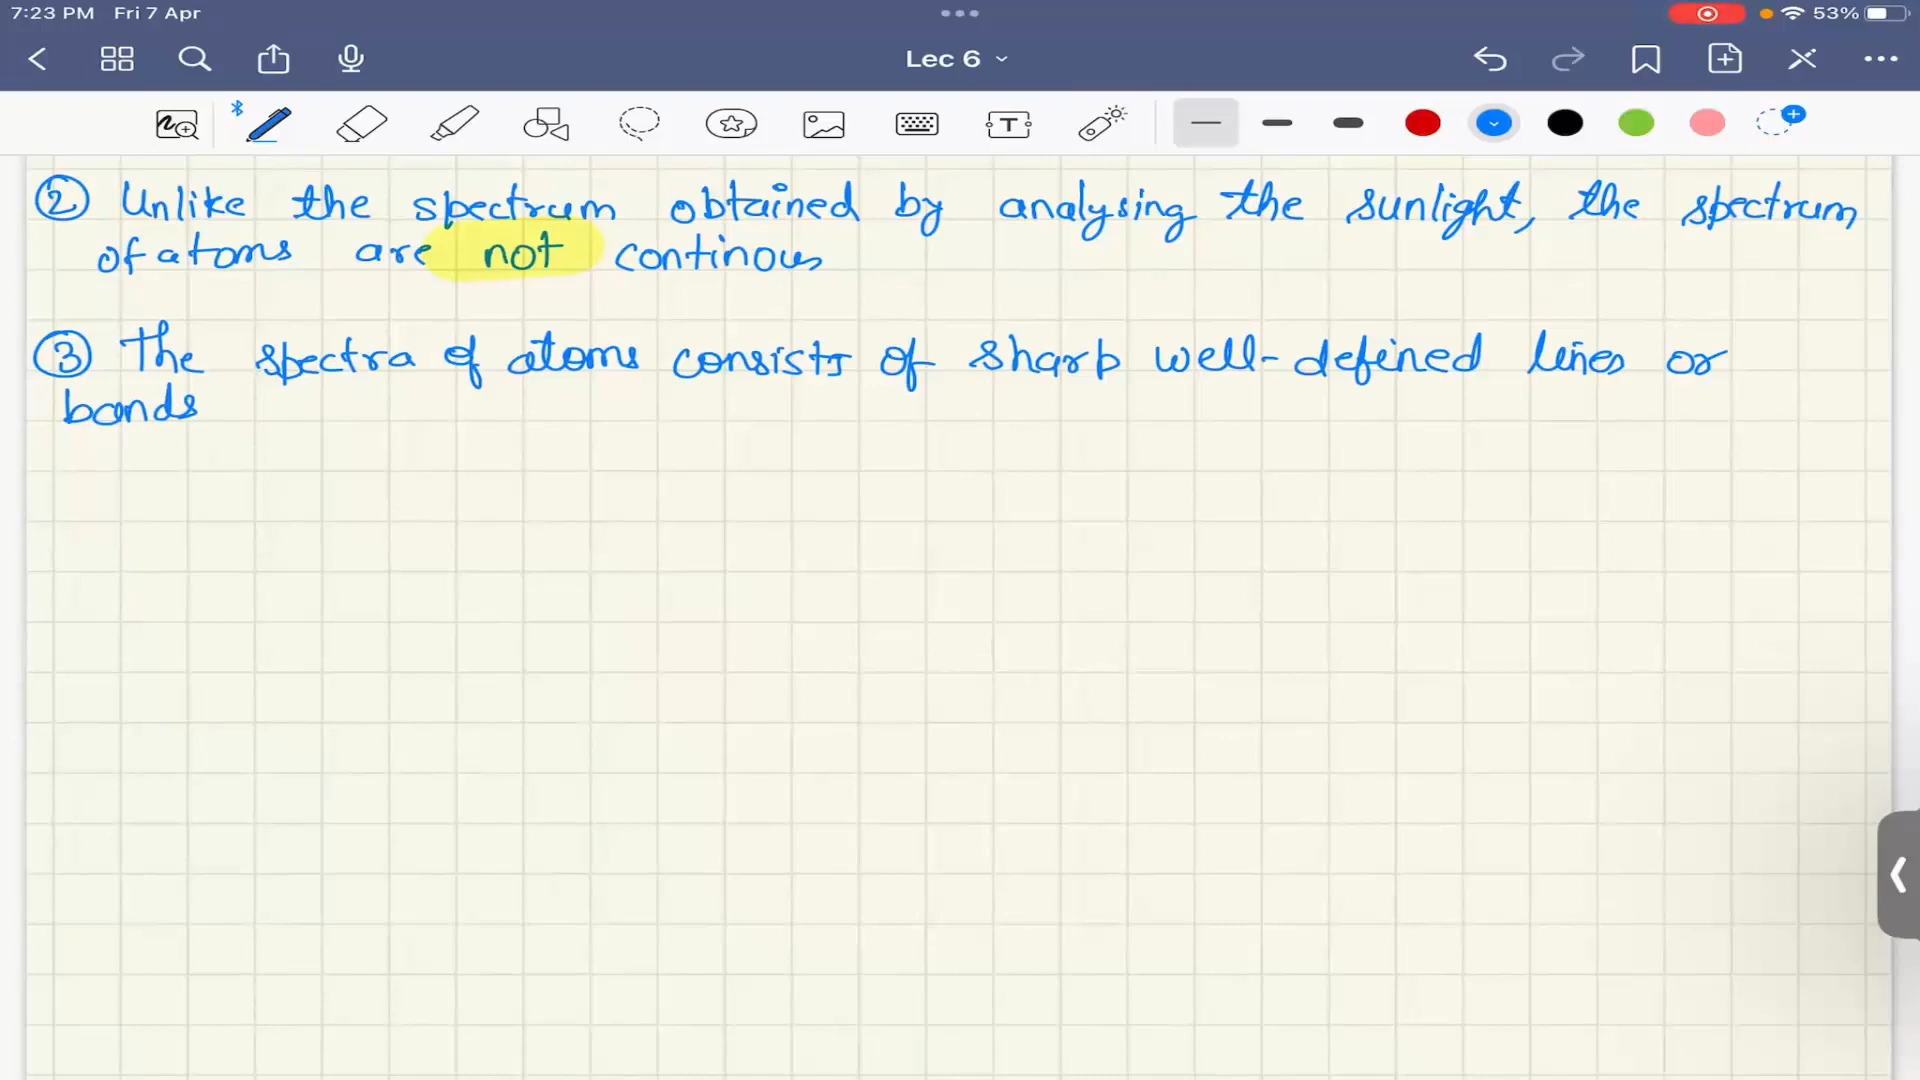 7:23 PM Fri 7 Apr
53%
Lec 6
② Unlike the spectrum obtained by analysing the sunlight, the spectrum
of atoms are not continous
③ The spectra of atoms consists of sharp well-defined lines or
bands